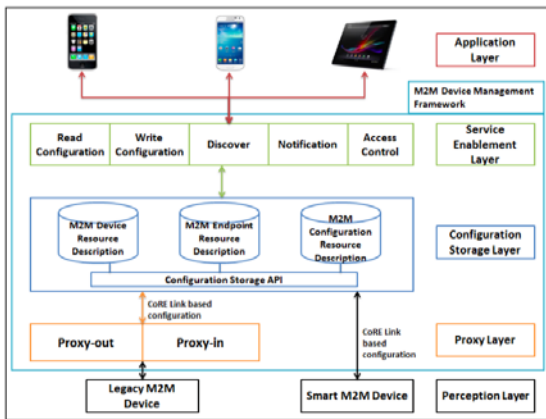 Application
Layer
M2M Device Management
Framework
Read
Configuration
Write
Configuration
Discover
Notification
Access
Control
Service
Enablement
Layer
M2M Device
Resource
Description
M2M Endpoint
Resource
Description
M2M
Configuration
Resource
Description
Configuration Storage API
Configuration
Storage Layer
CoRE Link based
configuration
CoRE Link
based
configuration
Proxy-out
Proxy-in
Proxy Layer
Legacy M2M
Device
Smart M2M Device
Perception Layer